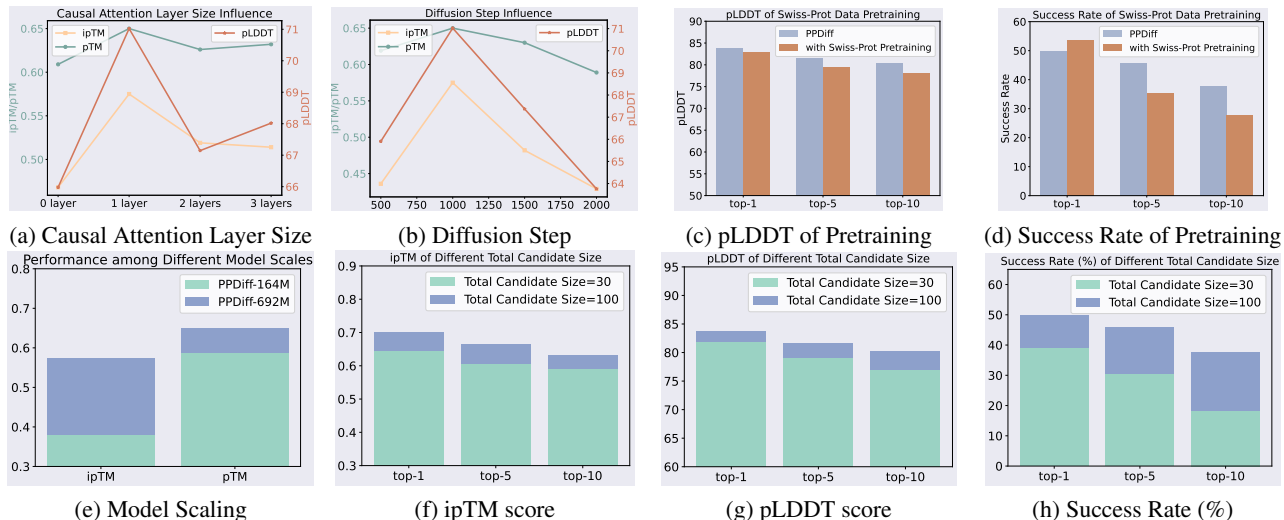 Causal Attention Layer Size Influence
ipTM
pTM
pLDDT
0.65
0.60
0.55
0.50
ipTM/pTM
71
70
69
68
67
66
pLDDT
0 layer 1 layer 2 layers 3 layers
(a) Causal Attention Layer Size
Diffusion Step Influence
ipTM
pTM
pLDDT
0.65
0.60
0.55
0.50
0.45
ipTM/pTM
71
70
69
68
67
66
65
64
pLDDT
500 750 1000 1250 1500 1750 2000
(b) Diffusion Step
pLDDT of Swiss-Prot Data Pretraining
PPDiff
with Swiss-Prot Pretraining
90
85
80
75
70
65
60
55
50
pLDDT
top-1 top-5 top-10
(c) pLDDT of Pretraining
Success Rate of Swiss-Prot Data Pretraining
PPDiff
with Swiss-Prot Pretraining
60
50
40
30
20
10
0
Success Rate
top-1 top-5 top-10
(d) Success Rate of Pretraining
Performance among Different Model Scales
PPDiff-164M
PPDiff-692M
0.8
0.7
0.6
0.5
0.4
0.3
ipTM pTM
(e) Model Scaling
ipTM of Different Total Candidate Size
Total Candidate Size=30
Total Candidate Size=100
0.9
0.8
0.7
0.6
0.5
0.4
0.3
top-1 top-5 top-10
(f) ipTM score
pLDDT of Different Total Candidate Size
Total Candidate Size=30
Total Candidate Size=100
95
90
85
80
75
70
65
60
top-1 top-5 top-10
(g) pLDDT score
Success Rate (%) of Different Total Candidate Size
Total Candidate Size=30
Total Candidate Size=100
60
50
40
30
20
10
0
top-1 top-5 top-10
(h) Success Rate (%)